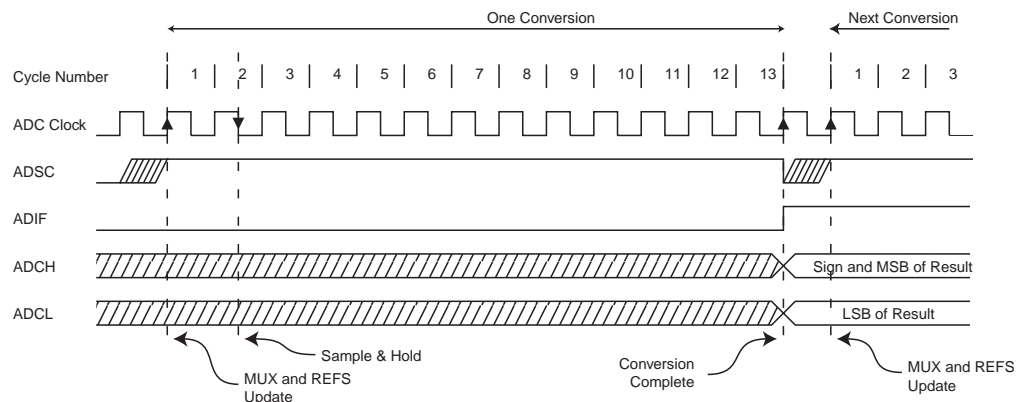 One Conversion
Next Conversion
Cycle Number
1 2 3 4 5 6 7 8 9 10 11 12 13 1 2 3
ADC Clock
ADSC
ADIF
ADCH
Sign and MSB of Result
ADCL
LSB of Result
Sample & Hold
MUX and REFS
Update
Conversion
Complete
MUX and REFS
Update